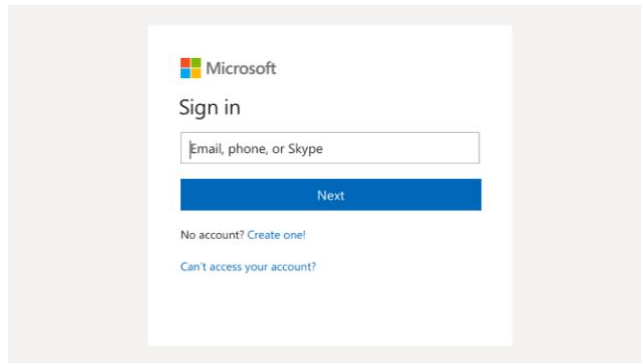 Microsoft
Sign in
Email, phone, or Skype
Next
No account? Create one!
Can't access your account?